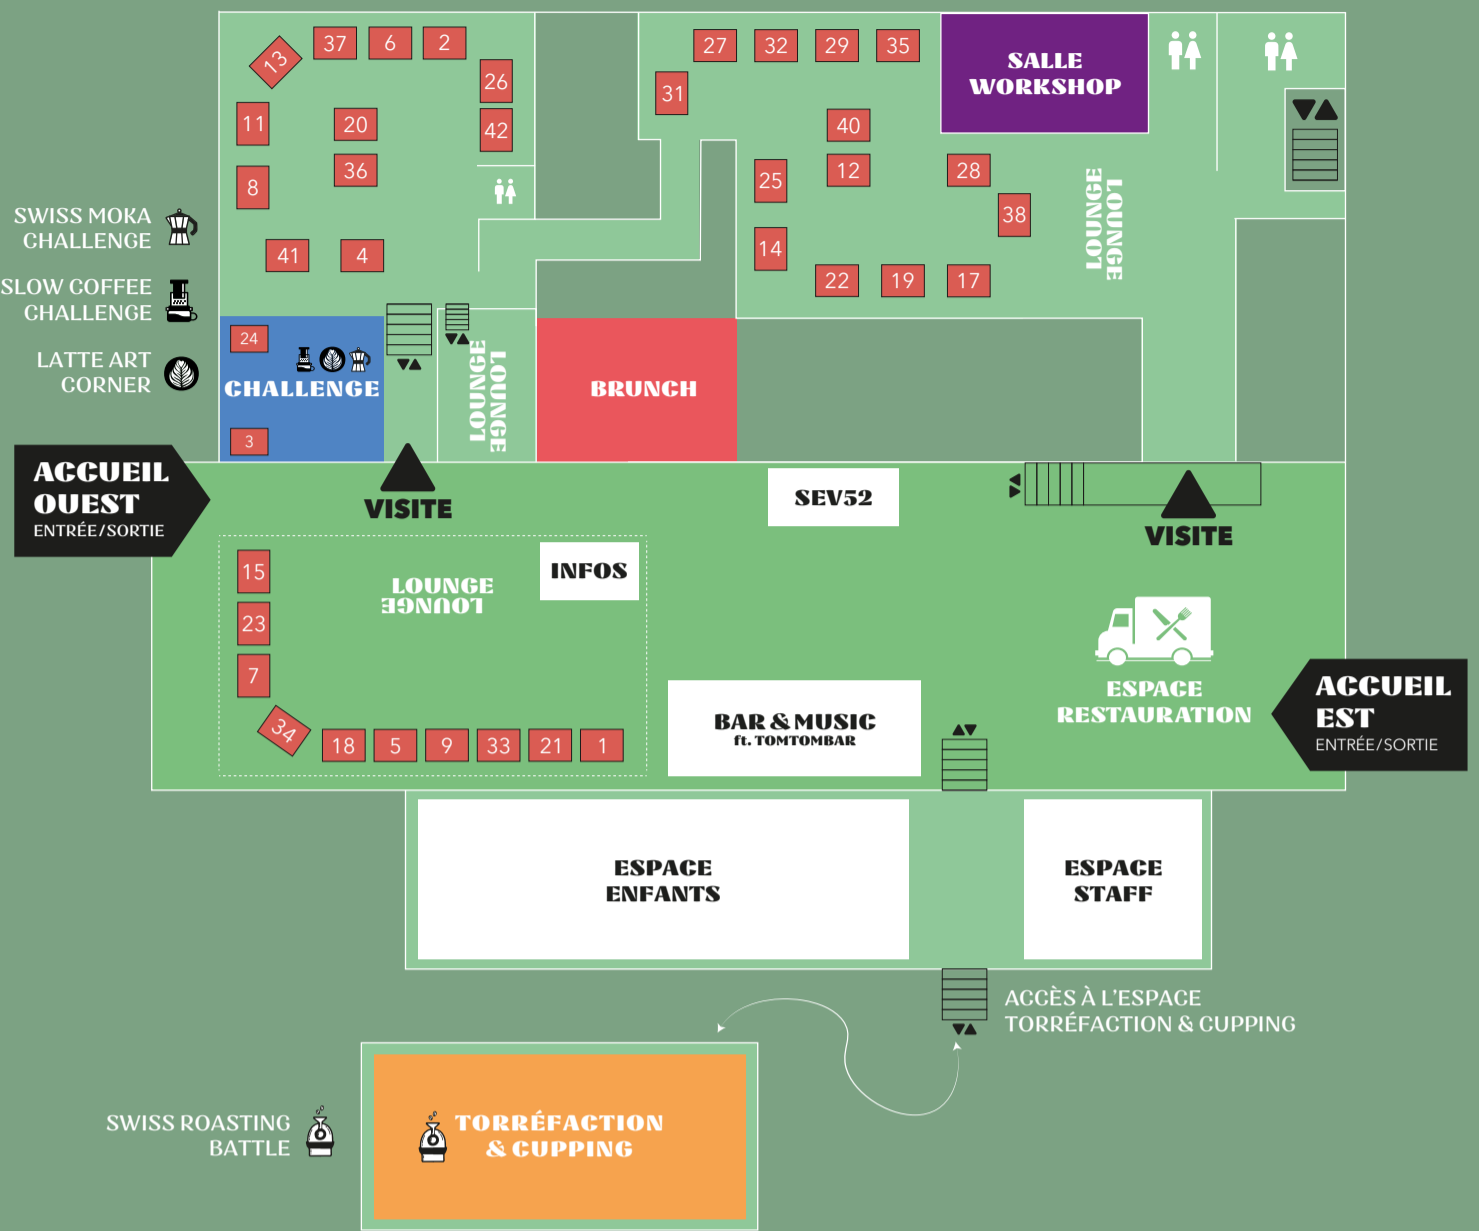 37
6
2
13
26
11
20
42
36
8
41
4
27
32
29
35
31
SALLE
WORKSHOP
40
25
12
28
38
14
22
19
17
LOUNGE
LOUNGE
SWISS MOKA
CHALLENGE
SLOW COFFEE
CHALLENGE
LATTE ART
CORNER
24
CHALLENGE
3
LOUNGE
LOUNGE
BRUNCH
ACCUEIL
OUEST
ENTRÉE/SORTIE
VISITE
SEV52
VISITE
15
23
7
34
18
5
9
33
21
1
LOUNGE
LOUNGE
INFOS
BAR & MUSIC
ft. TOMTOMBAR
ESPACE
RESTAURATION
ACCUEIL
EST
ENTRÉE/SORTIE
ESPACE
ENFANTS
ESPACE
STAFF
ACCÈS À L'ESPACE
TORRÉFACTION & CUPPING
SWISS ROASTING
BATTLE
TORRÉFACTION
& CUPPING